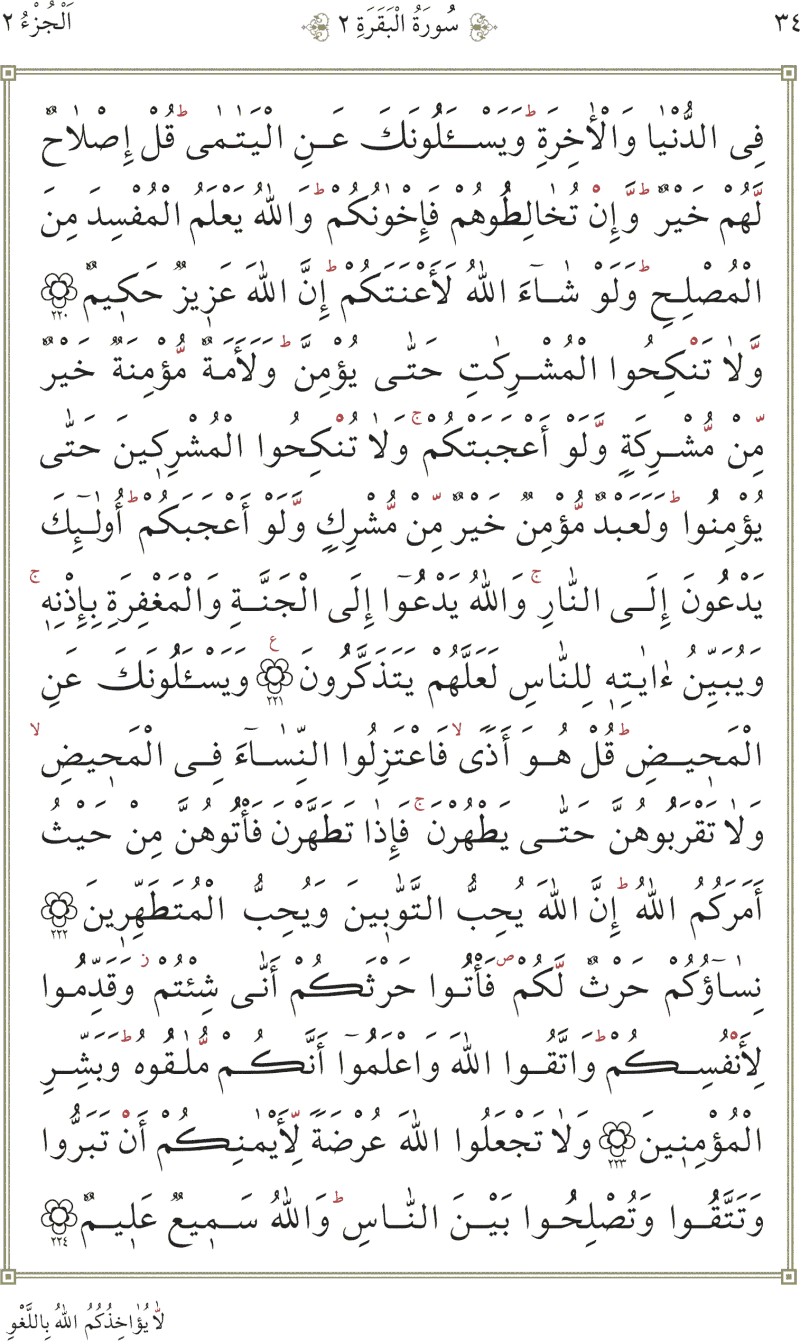 ٣٤ سُورَةُ الْبَقَرَةِ ٢ اَلْجُزْءُ ٢
فِى الدُّنْيٰا وَالْأٰخِرَةِ ۗ وَيَسْـَٔلُونَكَ عَنِ الْيَتٰمٰى ۗ قُلْ إِصْلٰاحٌ
لَّهُمْ خَيْرٌ ۗ وَّإِنْ تُخٰالِطُوهُمْ فَإِخْوٰنُكُمْ ۗ وَاللّٰهُ يَعْلَمُ الْمُفْسِدَ مِنَ
الْمُصْلِحِ ۗ وَلَوْ شٰٓاءَ اللّٰهُ لَأَعْنَتَكُمْ ۗ إِنَّ اللّٰهَ عَزِيزٌ حَكِيمٌ ٢٢٠
وَّلٰا تَنْكِحُوا الْمُشْرِكٰتِ حَتّٰى يُؤْمِنَّ ۗ وَلَأَمَةٌ مُّؤْمِنَةٌ خَيْرٌ
مِّنْ مُّشْرِكَةٍ وَّلَوْ أَعْجَبَتْكُمْ ۚ وَلٰا تُنْكِحُوا الْمُشْرِكِينَ حَتّٰى
يُؤْمِنُوا ۗ وَلَعَبْدٌ مُّؤْمِنٌ خَيْرٌ مِّنْ مُّشْرِكٍ وَّلَوْ أَعْجَبَكُمْ ۗ أُولٰٓئِكَ
يَدْعُونَ إِلَى النّٰارِ ۚ وَاللّٰهُ يَدْعُوٓا إِلَى الْجَنَّةِ وَالْمَغْفِرَةِ بِإِذْنِهٖ ۚ
وَيُبَيِّنُ ءٰايٰتِهٖ لِلنّٰاسِ لَعَلَّهُمْ يَتَذَكَّرُونَ ٢٢١ ع وَيَسْـَٔلُونَكَ عَنِ
الْمَحِيضِ ۗ قُلْ هُوَ أَذًى ۙ فَاعْتَزِلُوا النِّسٰٓاءَ فِى الْمَحِيضِ ۙ
وَلٰا تَقْرَبُوهُنَّ حَتّٰى يَطْهُرْنَ ۚ فَإِذٰا تَطَهَّرْنَ فَأْتُوهُنَّ مِنْ حَيْثُ
أَمَرَكُمُ اللّٰهُ ۗ إِنَّ اللّٰهَ يُحِبُّ التَّوّٰبِينَ وَيُحِبُّ الْمُتَطَهِّرِينَ ٢٢٢
نِسٰٓاؤُكُمْ حَرْثٌ لَّكُمْ ۖ فَأْتُوا حَرْثَكُمْ أَنّٰى شِئْتُمْ ز وَقَدِّمُوا
لِأَنْفُسِكُمْ ۗ وَاتَّقُوا اللّٰهَ وَاعْلَمُوٓا أَنَّكُمْ مُّلٰقُوهُ ۗ وَبَشِّرِ
الْمُؤْمِنِينَ ٢٢٣ وَلٰا تَجْعَلُوا اللّٰهَ عُرْضَةً لِّأَيْمٰنِكُمْ أَنْ تَبَرُّوا
وَتَتَّقُوا وَتُصْلِحُوا بَيْنَ النّٰاسِ ۗ وَاللّٰهُ سَمِيعٌ عَلِيمٌ ٢٢٤
لٰا يُؤٰاخِذُكُمُ اللّٰهُ بِاللَّغْوِ